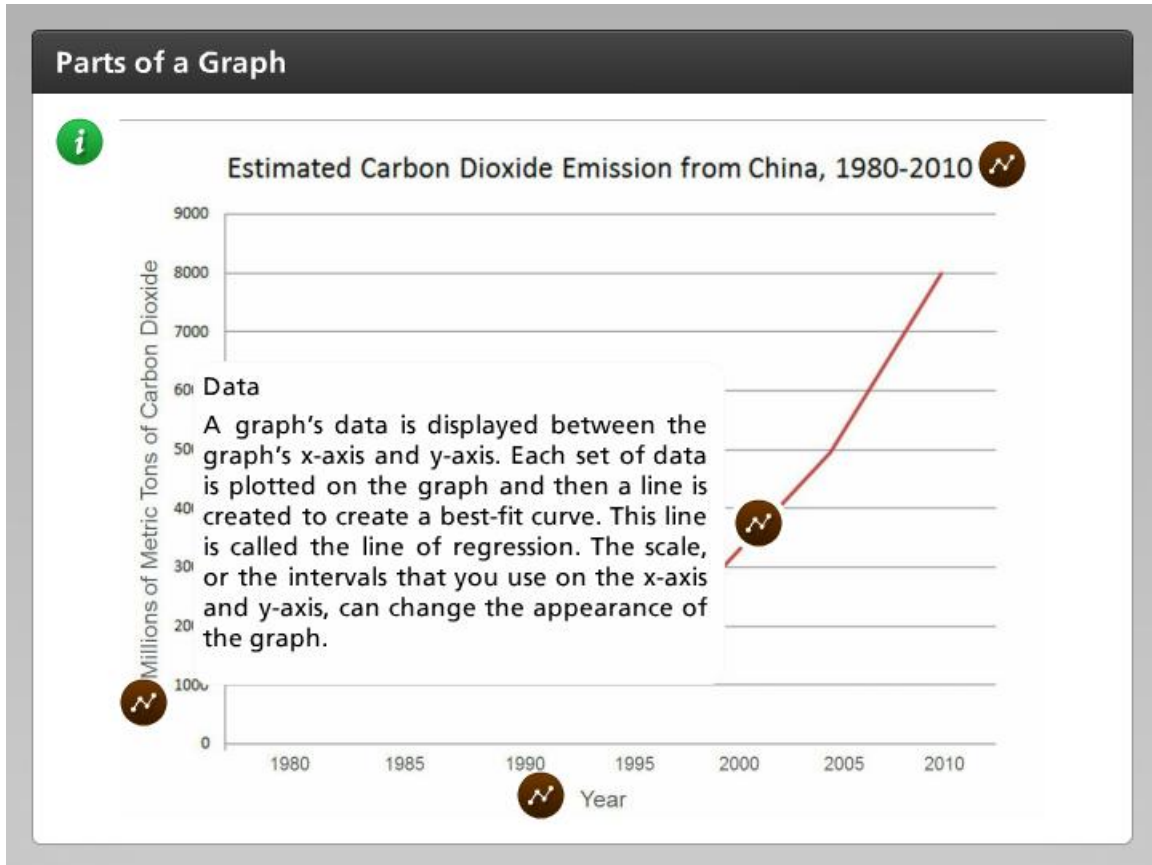 Parts of a Graph
Estimated Carbon Dioxide Emission from China, 1980-2010
Millions of Metric Tons of Carbon Dioxide
9000
8000
7000
Data
A graph's data is displayed between the
graph's x-axis and y-axis. Each set of data
is plotted on the graph and then a line is
created to create a best-fit curve. This line
is called the line of regression. The scale,
or the intervals that you use on the x-axis
and y-axis, can change the appearance of
the graph.
1000
0
1980 1985 1990 1995 2000 2005 2010
Year